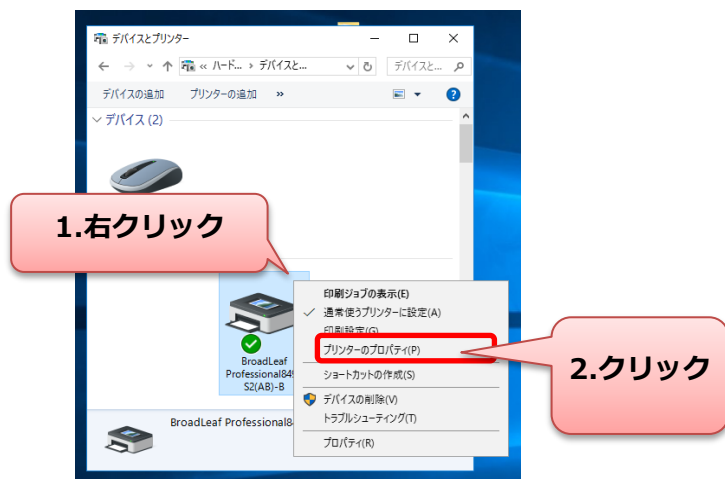 デバイスとプリンター
« ハード... › デバイスと...
デバイスと...
デバイスの追加 プリンターの追加 »
デバイス (2)
1.右クリック
印刷ジョブの表示(E)
通常使うプリンターに設定(A)
印刷設定(G)
プリンターのプロパティ(P)
ショートカットの作成(S)
デバイスの削除(V)
トラブルシューティング(T)
プロパティ(R)
2.クリック
BroadLeaf
Professional84
S2(AB)-B
BroadLeaf Professional8